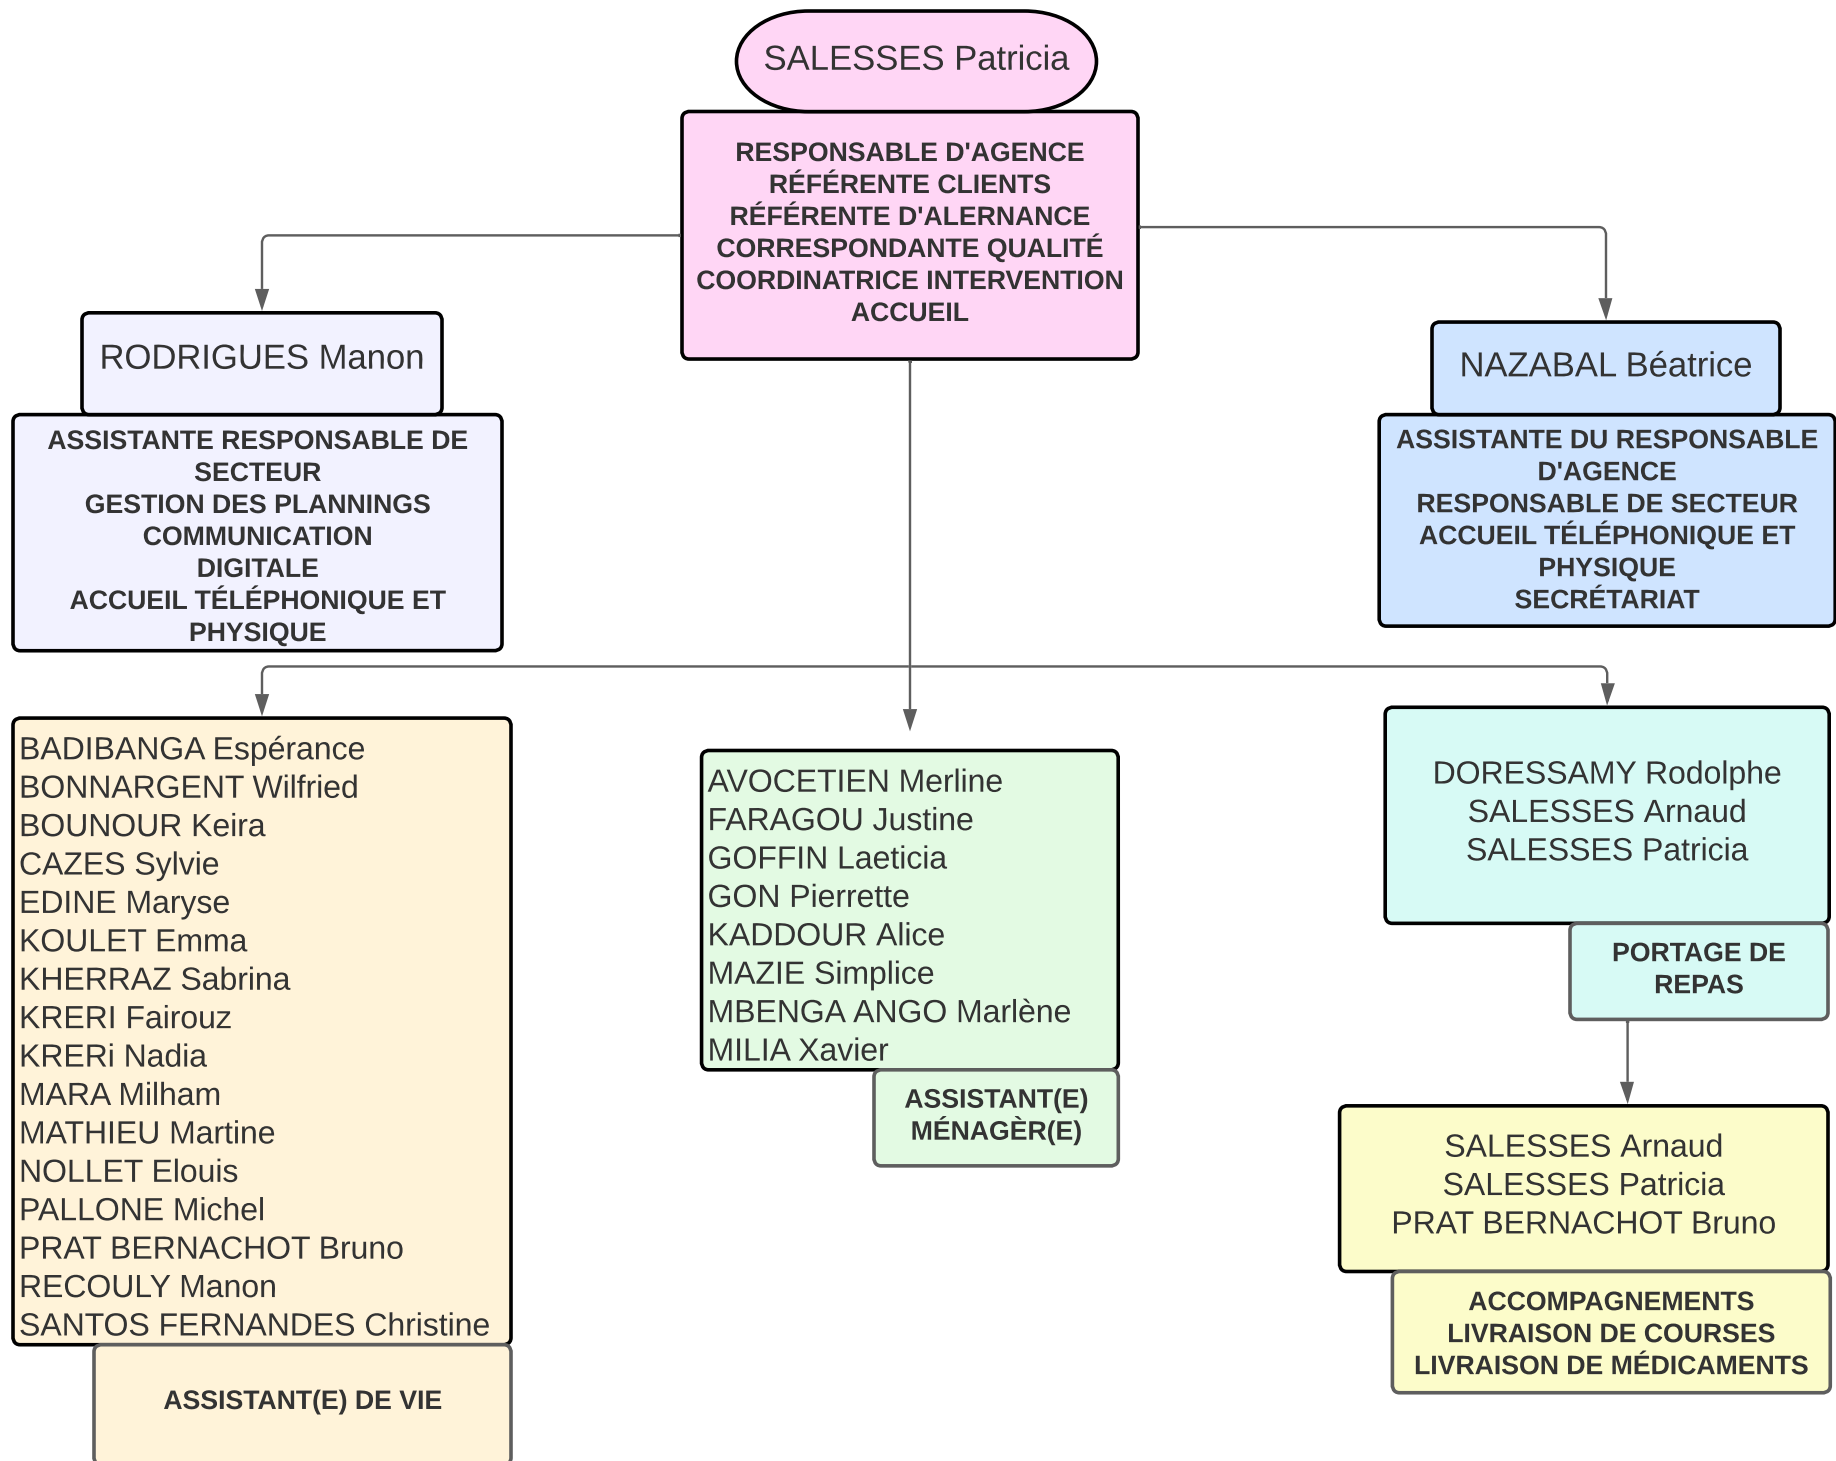 SALESSES Patricia
RESPONSABLE D'AGENCE
RÉFÉRENTE CLIENTS
RÉFÉRENTE D'ALERNANCE
CORRESPONDANTE QUALITÉ
COORDINATRICE INTERVENTION
ACCUEIL
RODRIGUES Manon
ASSISTANTE RESPONSABLE DE
SECTEUR
GESTION DES PLANNINGS
COMMUNICATION
DIGITALE
ACCUEIL TÉLÉPHONIQUE ET
PHYSIQUE
NAZABAL Béatrice
ASSISTANTE DU RESPONSABLE
D'AGENCE
RESPONSABLE DE SECTEUR
ACCUEIL TÉLÉPHONIQUE ET
PHYSIQUE
SECRÉTARIAT
BADIBANGA Espérance
BONNARGENT Wilfried
BOUNOUR Keira
CAZES Sylvie
EDINE Maryse
KOULET Emma
KHERRAZ Sabrina
KRERI Fairouz
KRERi Nadia
MARA Milham
MATHIEU Martine
NOLLET Elouis
PALLONE Michel
PRAT BERNACHOT Bruno
RECOULY Manon
SANTOS FERNANDES Christine
ASSISTANT(E) DE VIE
AVOCETIEN Merline
FARAGOU Justine
GOFFIN Laeticia
GON Pierrette
KADDOUR Alice
MAZIE Simplice
MBENGA ANGO Marlène
MILIA Xavier
ASSISTANT(E)
MÉNAGÈR(E)
DORESSAMY Rodolphe
SALESSES Arnaud
SALESSES Patricia
PORTAGE DE
REPAS
SALESSES Arnaud
SALESSES Patricia
PRAT BERNACHOT Bruno
ACCOMPAGNEMENTS
LIVRAISON DE COURSES
LIVRAISON DE MÉDICAMENTS